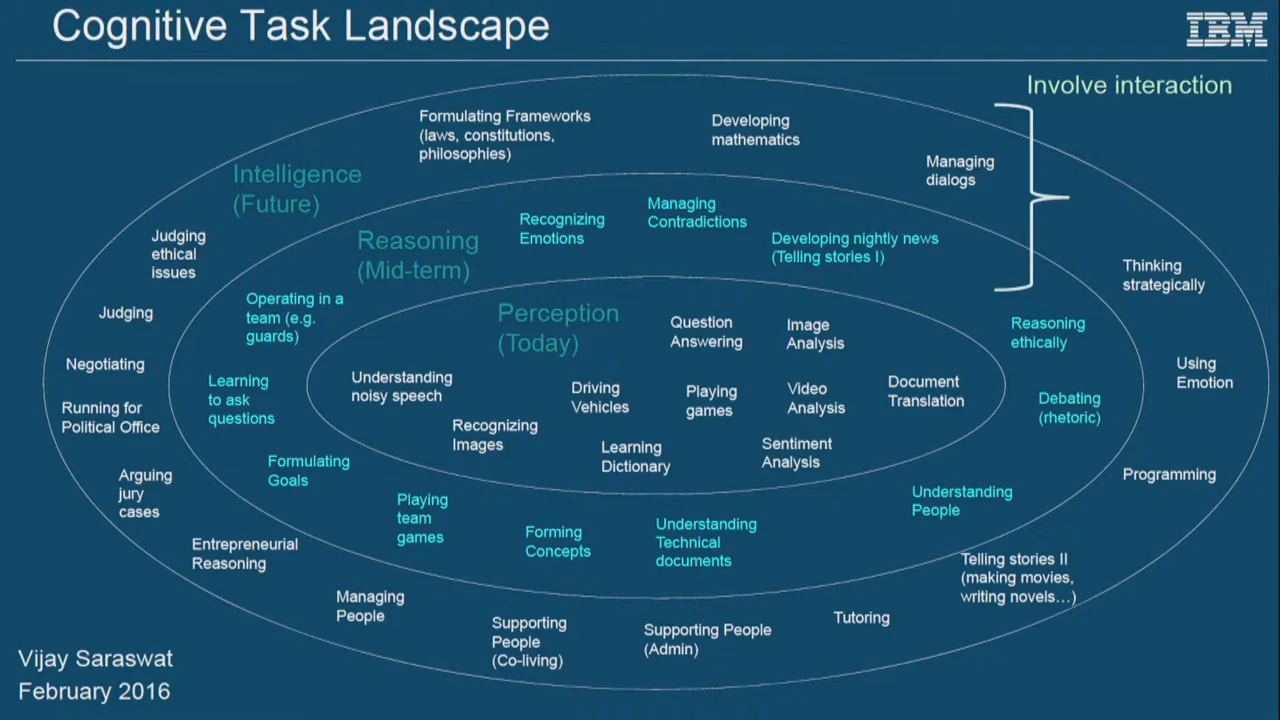 Cognitive Task Landscape
IBM
Involve interaction
Formulating Frameworks
(laws, constitutions,
philosophies)
Developing
mathematics
Managing
dialogs
Intelligence
(Future)
Judging
ethical
issues
Judging
Negotiating
Running for
Political Office
Arguing
jury
cases
Entrepreneurial
Reasoning
Managing
People
Supporting
People
(Co-living)
Supporting People
(Admin)
Tutoring
Telling stories II
(making movies,
writing novels...)
Programming
Using
Emotion
Thinking
strategically
Reasoning
(Mid-term)
Recognizing
Emotions
Managing
Contradictions
Developing nightly news
(Telling stories I)
Operating in a
team (e.g.
guards)
Learning
to ask
questions
Formulating
Goals
Playing
team
games
Forming
Concepts
Understanding
Technical
documents
Understanding
People
Debating
(rhetoric)
Reasoning
ethically
Perception
(Today)
Question
Answering
Image
Analysis
Understanding
noisy speech
Driving
Vehicles
Playing
games
Video
Analysis
Document
Translation
Recognizing
Images
Learning
Dictionary
Sentiment
Analysis
Vijay Saraswat
February 2016